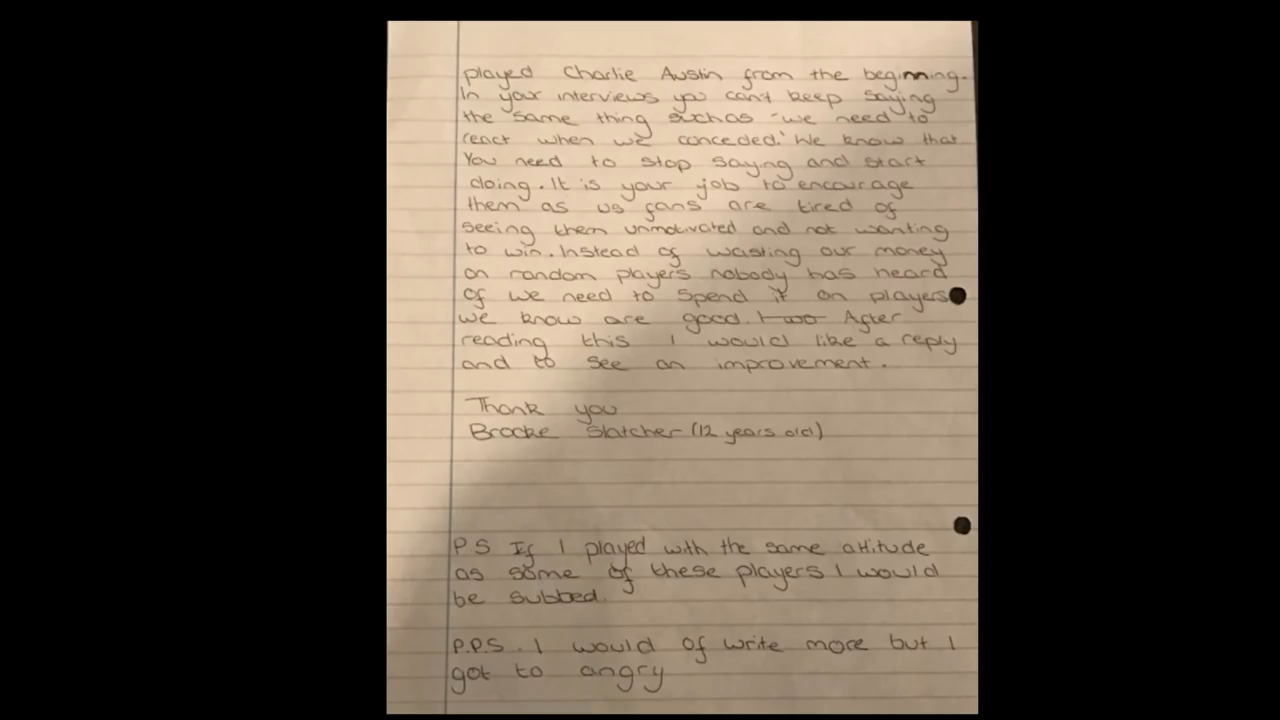 played Charlie Austin from the beginning.
In your interviews you can't keep saying
the same thing such as 'we need to
react when we conceded.' We know that
You need to stop saying and start
doing. It is your job to encourage
them as us fans are tired of
seeing them unmotivated and not wanting
to win. Instead of wasting our money
on random players nobody has heard
of we need to spend it on players
we know are good. After
reading this I would like a reply
and to see an improvement.
Thank you
Brooke Slatcher (12 years old)
PS If I played with the same attitude
as some of these players I would
be subbed.
P.P.S. I would of write more but I
got to angry